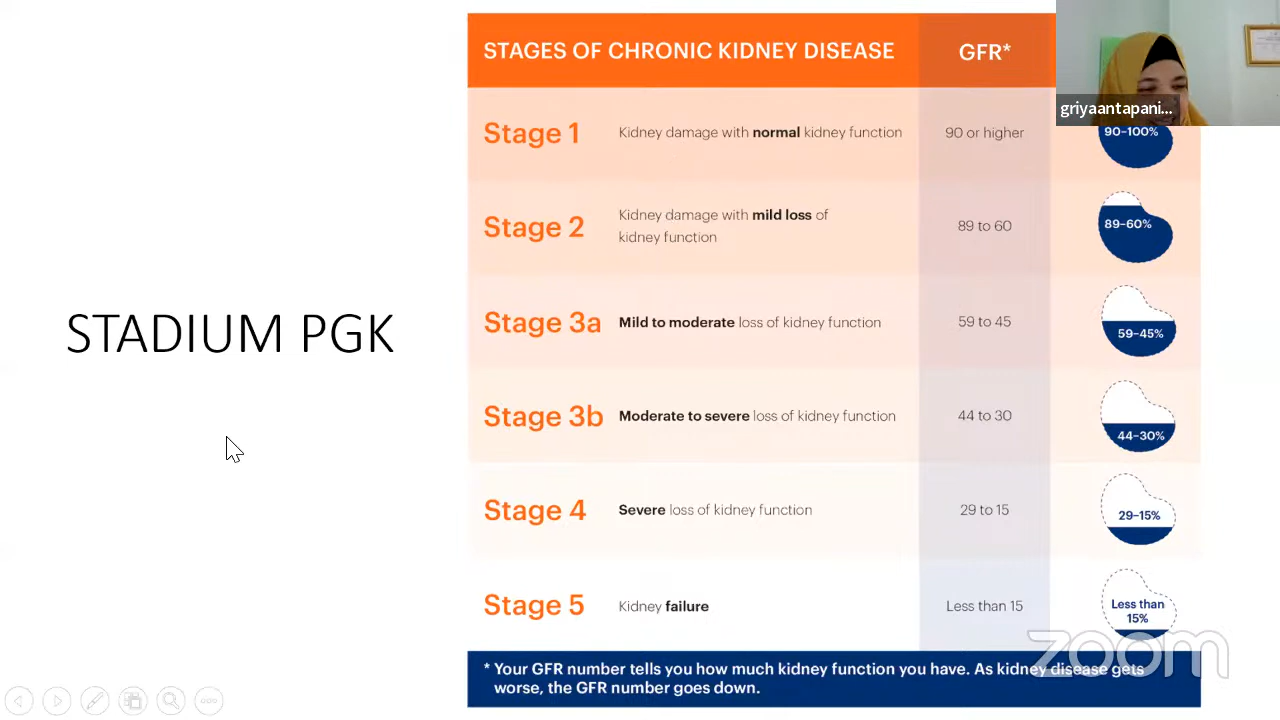 STADIUM PGK
STAGES OF CHRONIC KIDNEY DISEASE GFR*
griyaantapani...
Stage 1 Kidney damage with normal kidney function 90 or higher 90–100%
Stage 2 Kidney damage with mild loss of
kidney function 89 to 60 89–60%
Stage 3a Mild to moderate loss of kidney function 59 to 45 59–45%
Stage 3b Moderate to severe loss of kidney function 44 to 30 44–30%
Stage 4 Severe loss of kidney function 29 to 15 29–15%
Stage 5 Kidney failure Less than 15 Less than
15%
* Your GFR number tells you how much kidney function you have. As kidney disease gets
worse, the GFR number goes down.
zoom